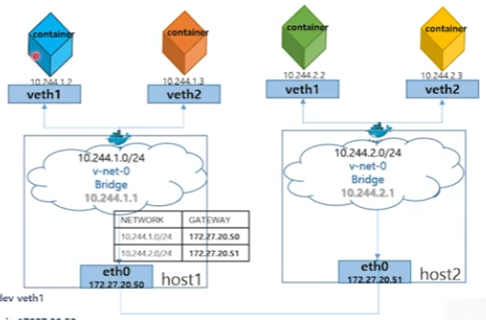 container
container
container
container
10.244.1.2
10.244.1.3
10.244.2.2
10.244.2.3
veth1
veth2
veth1
veth2
10.244.1.0/24
v-net-0
Bridge
10.244.1.1
10.244.2.0/24
v-net-0
Bridge
10.244.2.1
NETWORK GATEWAY
10.244.1.0/24 172.27.20.50
10.244.2.0/24 172.27.20.51
eth0
172.27.20.50
host1
eth0
172.27.20.51
host2
dev veth1